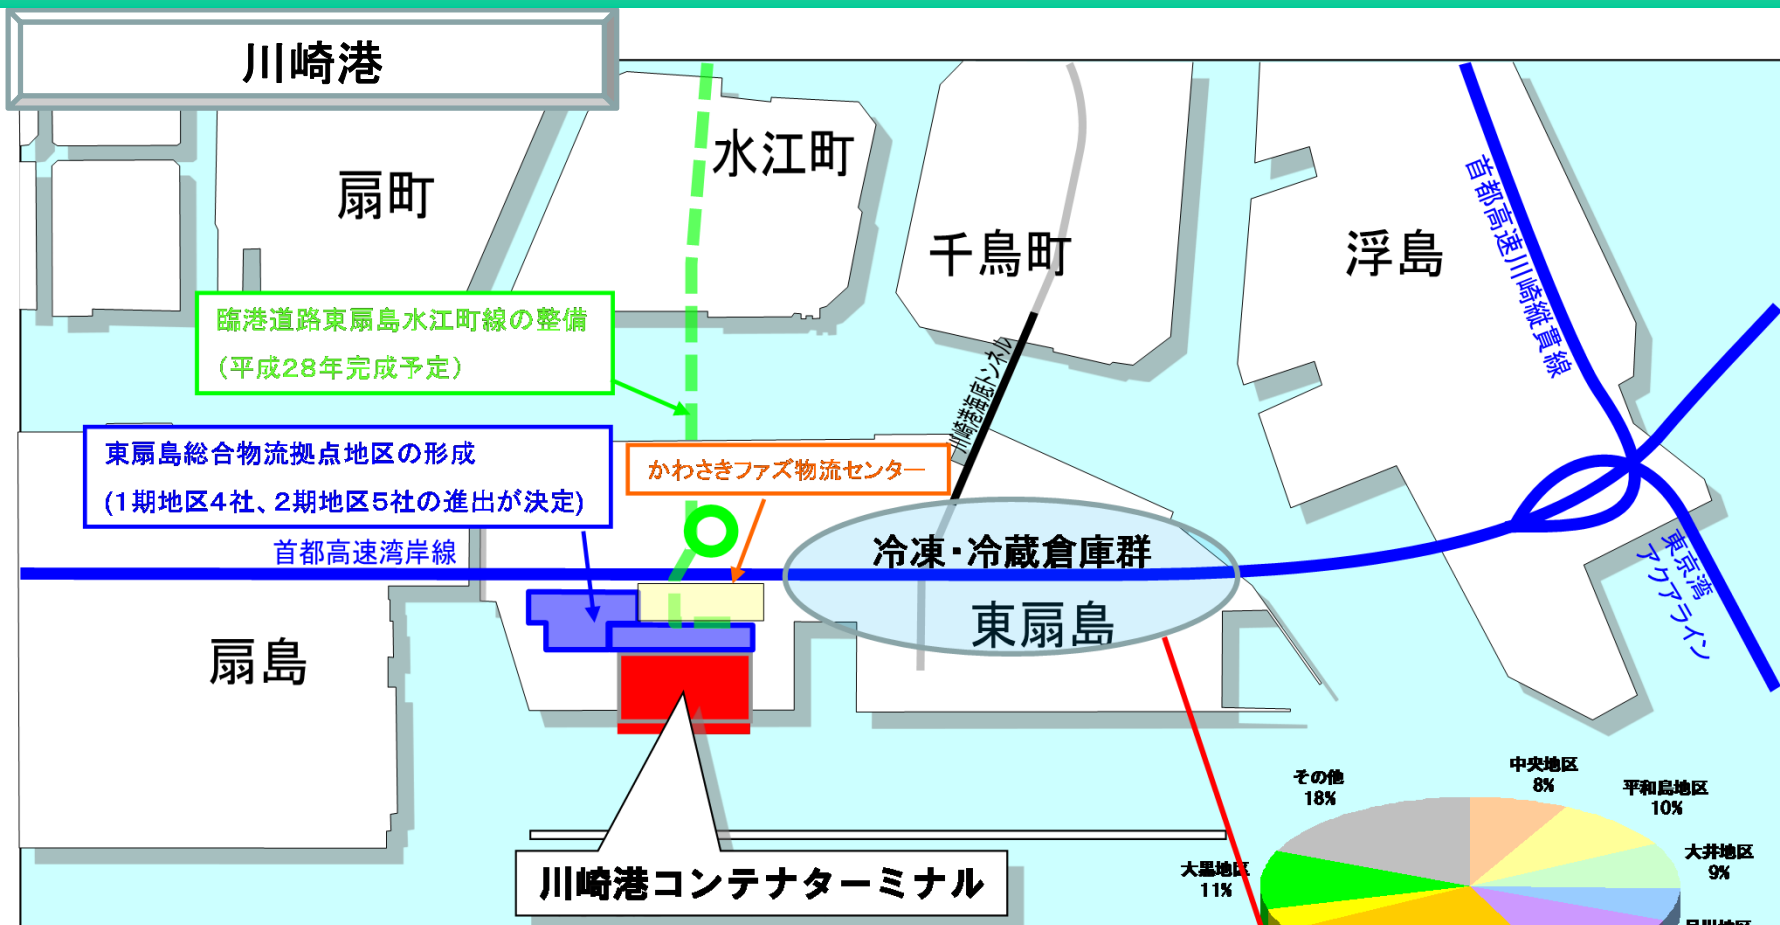 川崎港
扇町
水江町
千鳥町
浮島
首都高速川崎縦貫線
臨港道路東扇島水江町線の整備
(平成28年完成予定)
川崎港海底トンネル
東扇島総合物流拠点地区の形成
(1期地区4社、2期地区5社の進出が決定)
かわさきファズ物流センター
首都高速湾岸線
冷凍・冷蔵倉庫群
東扇島
東京湾
アクアライン
扇島
川崎港コンテナターミナル
その他
18%
中央地区
8%
平和島地区
10%
大井地区
9%
大黒地区
11%